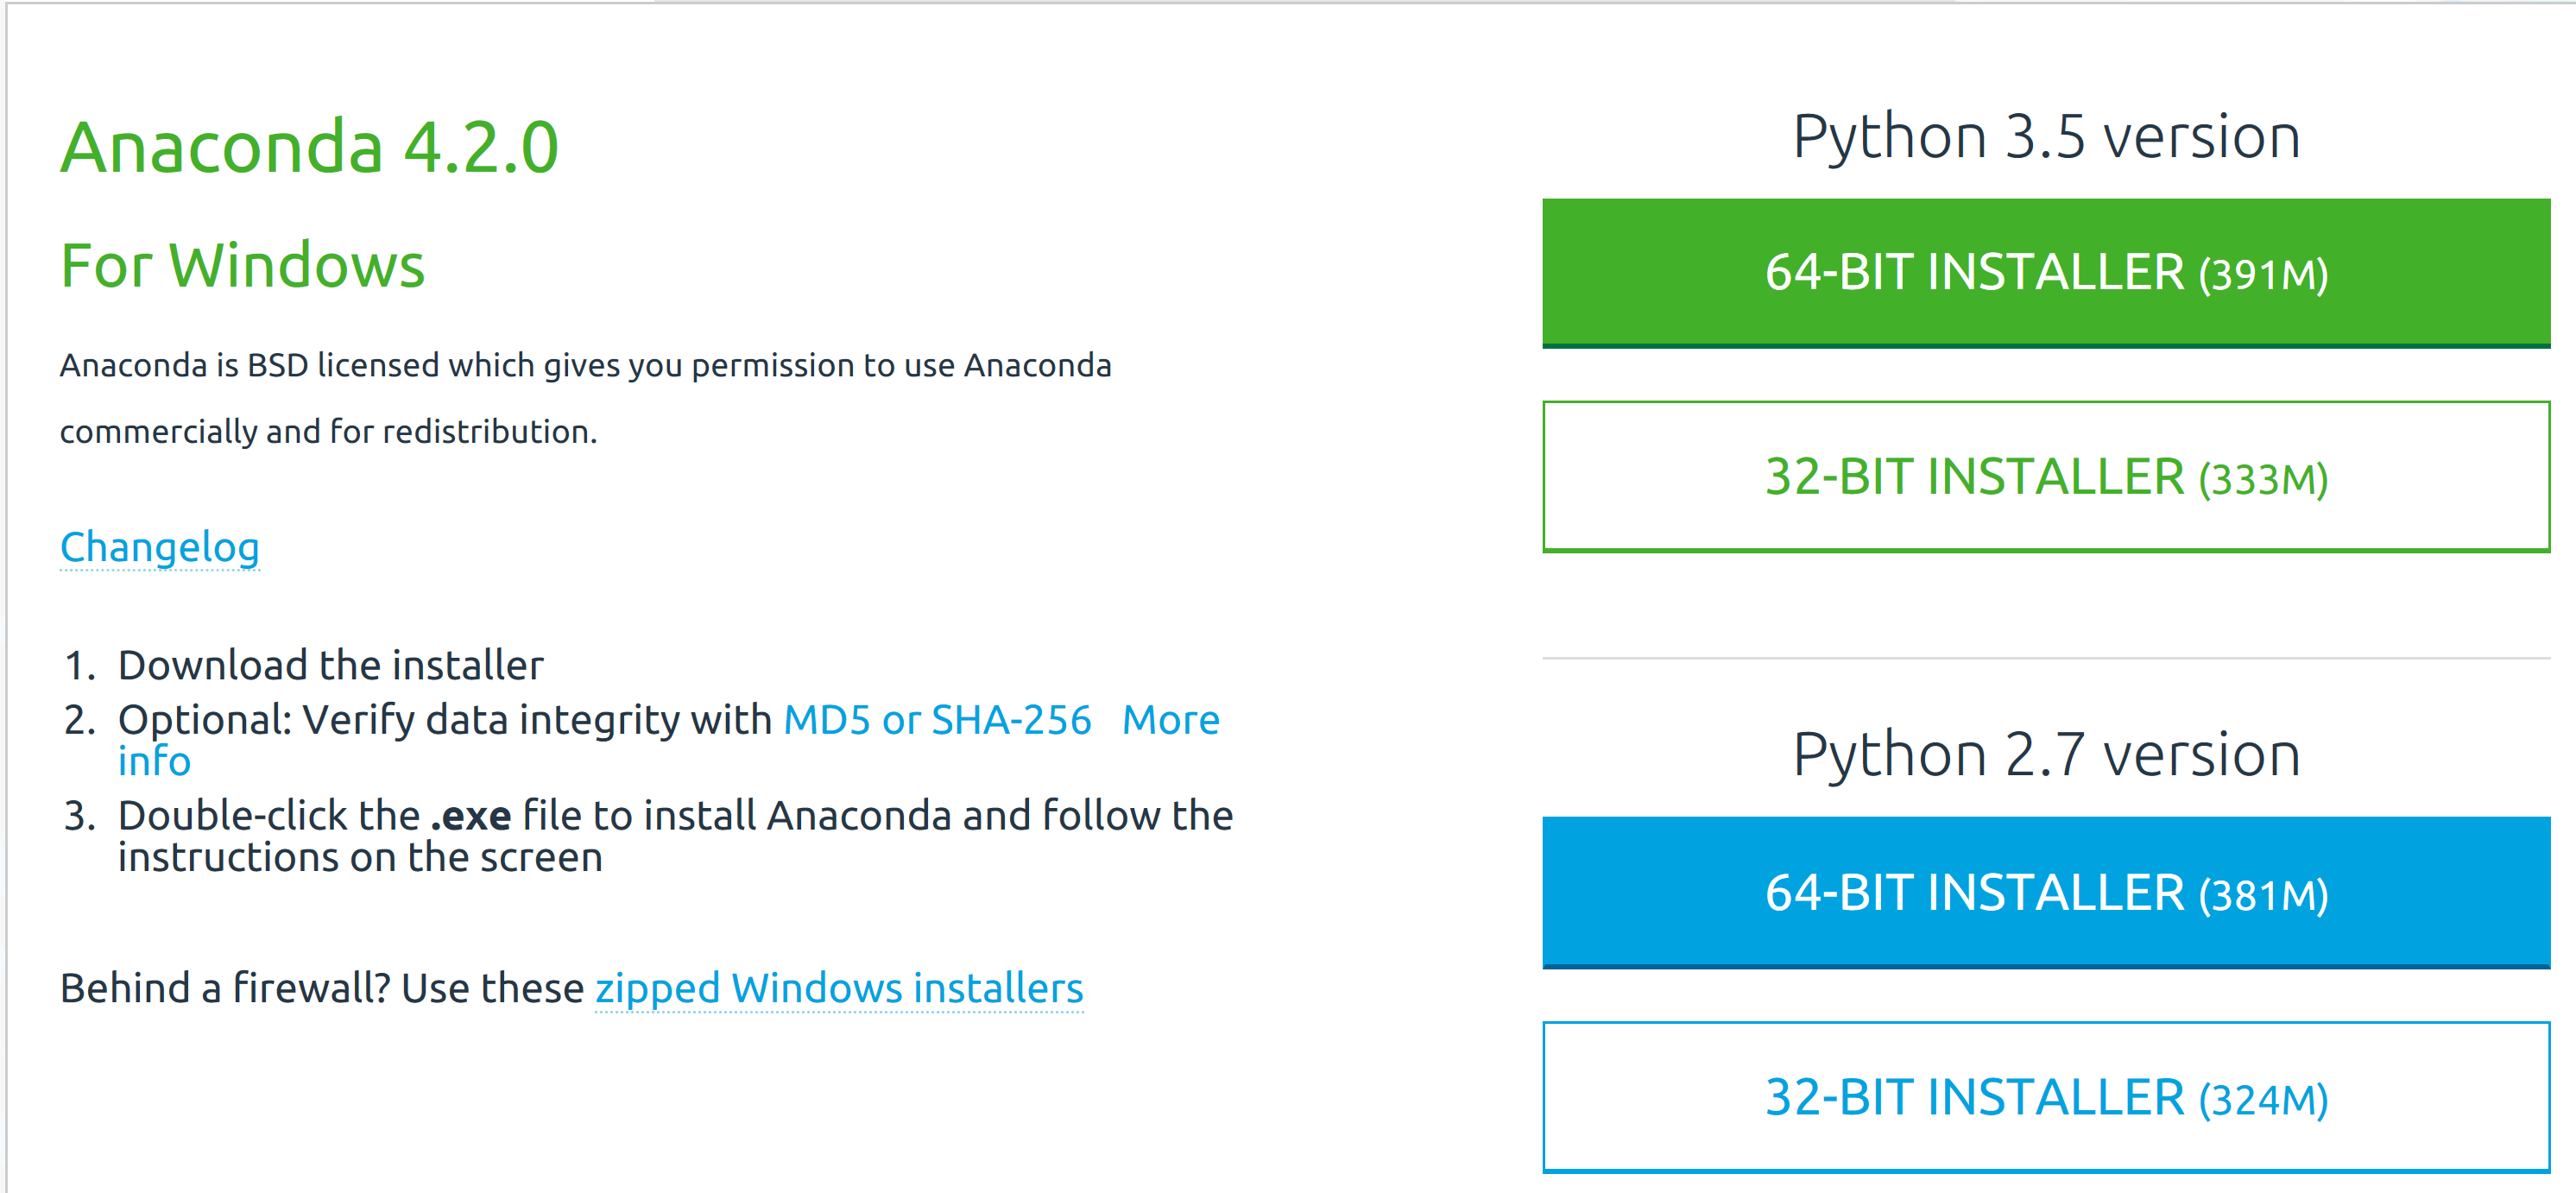 Anaconda 4.2.0
For Windows
Anaconda is BSD licensed which gives you permission to use Anaconda
commercially and for redistribution.
Changelog
1. Download the installer
2. Optional: Verify data integrity with MD5 or SHA-256 More
info
3. Double-click the .exe file to install Anaconda and follow the
instructions on the screen
Behind a firewall? Use these zipped Windows installers
Python 3.5 version
64-BIT INSTALLER (391M)
32-BIT INSTALLER (333M)
Python 2.7 version
64-BIT INSTALLER (381M)
32-BIT INSTALLER (324M)